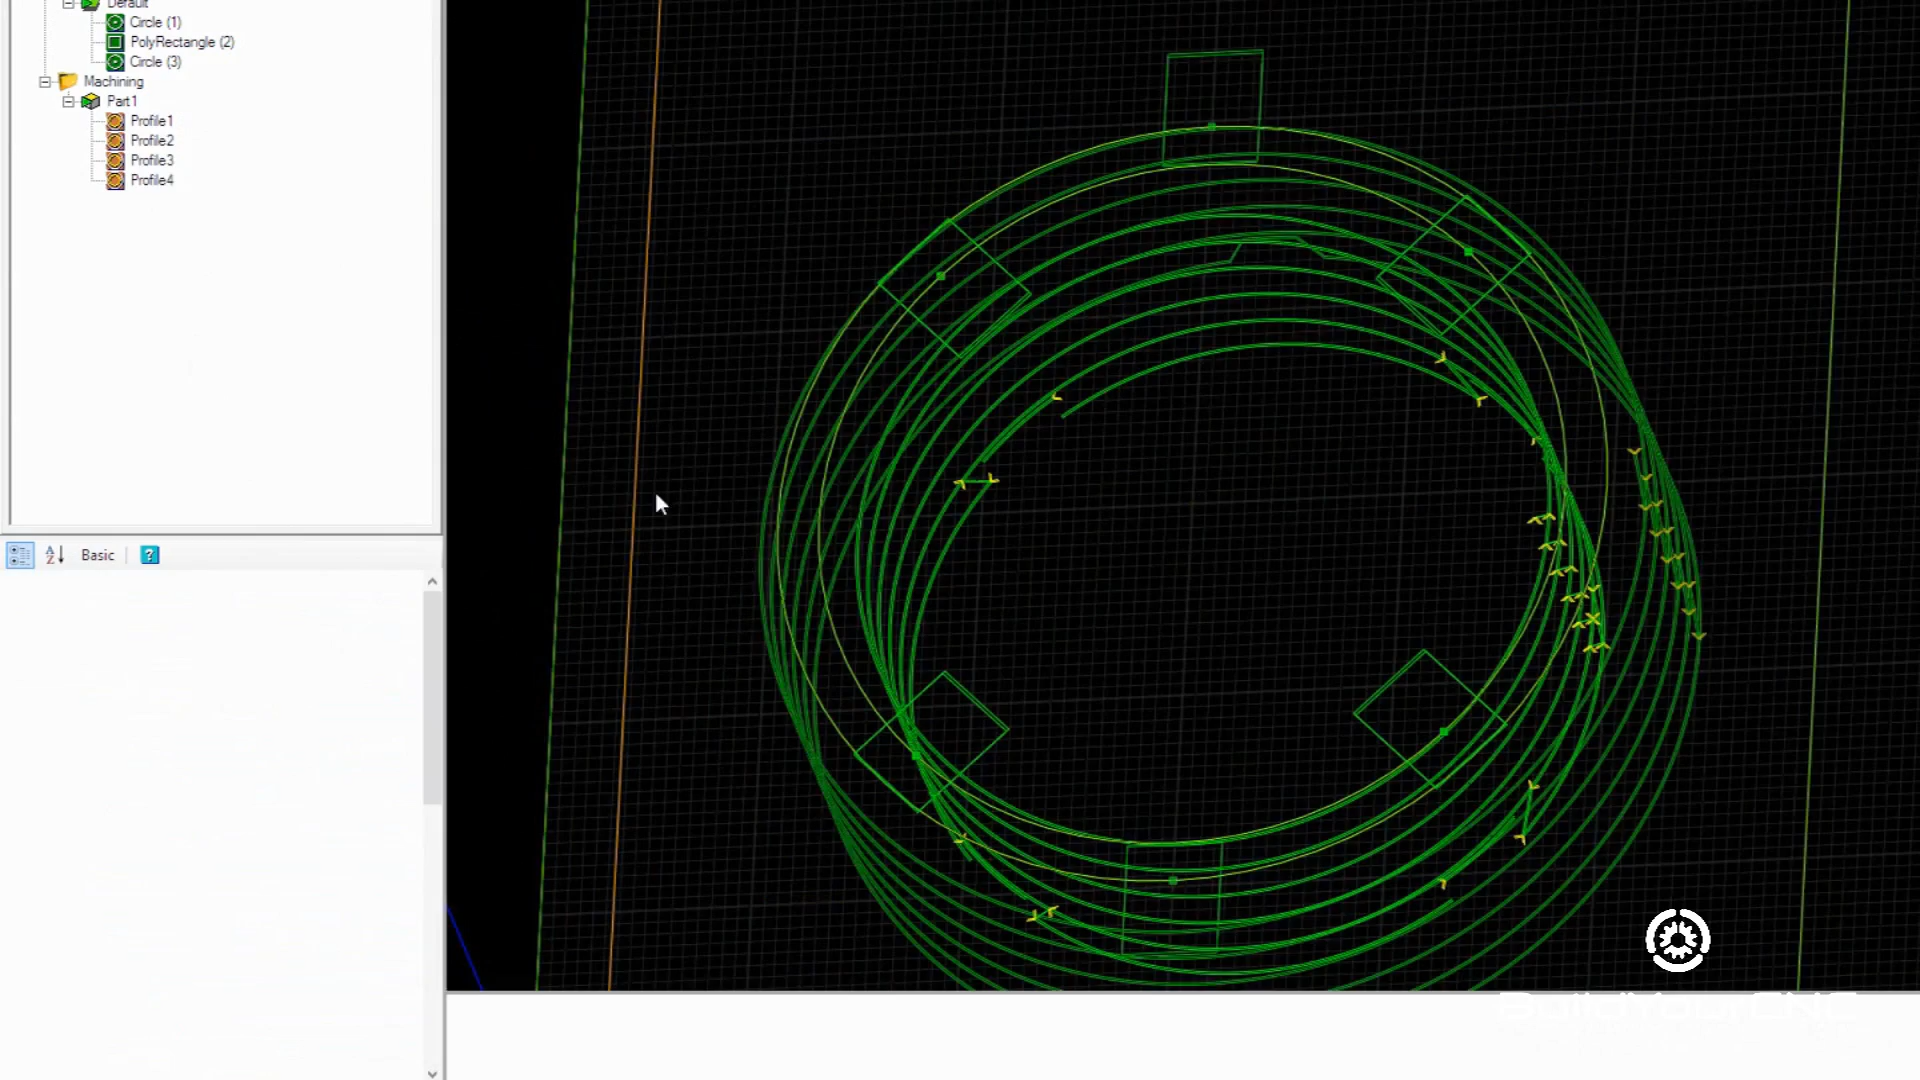 Default
Circle (1)
PolyRectangle (2)
Circle (3)
Machining
Part1
Profile1
Profile2
Profile3
Profile4
A
Z
Basic
?